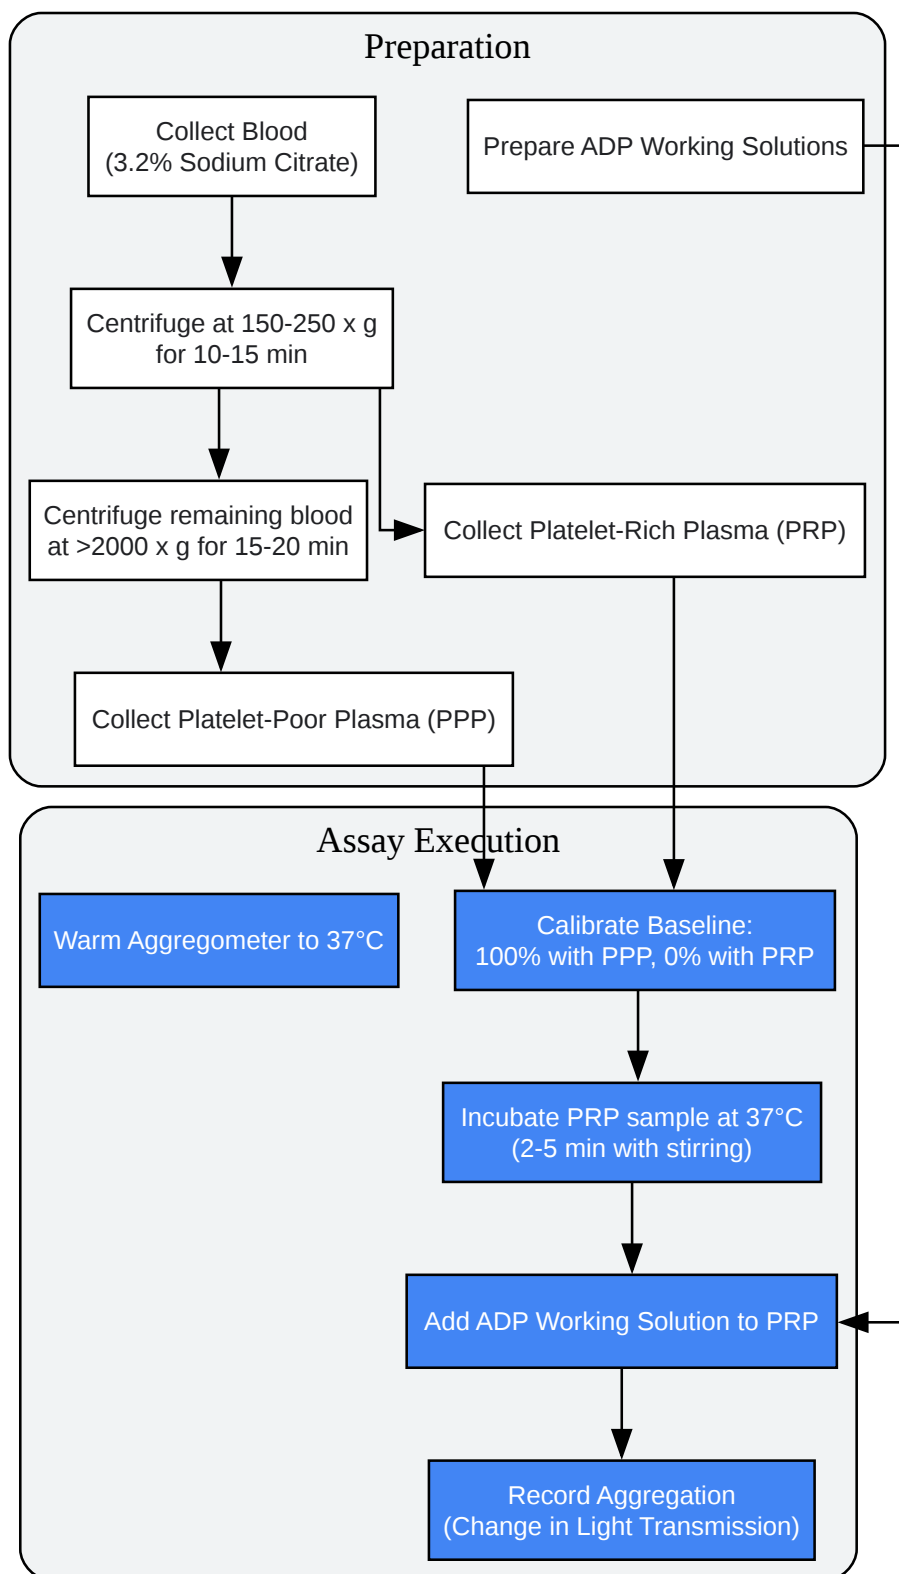 Preparation
Collect Blood
(3.2% Sodium Citrate)
Prepare ADP Working Solutions
Centrifuge at 150-250 x g
for 10-15 min
Centrifuge remaining blood
at >2000 x g for 15-20 min
Collect Platelet-Rich Plasma (PRP)
Collect Platelet-Poor Plasma (PPP)
Assay Execution
Warm Aggregometer to 37°C
Calibrate Baseline:
100% with PPP, 0% with PRP
Incubate PRP sample at 37°C
(2-5 min with stirring)
Add ADP Working Solution to PRP
Record Aggregation
(Change in Light Transmission)